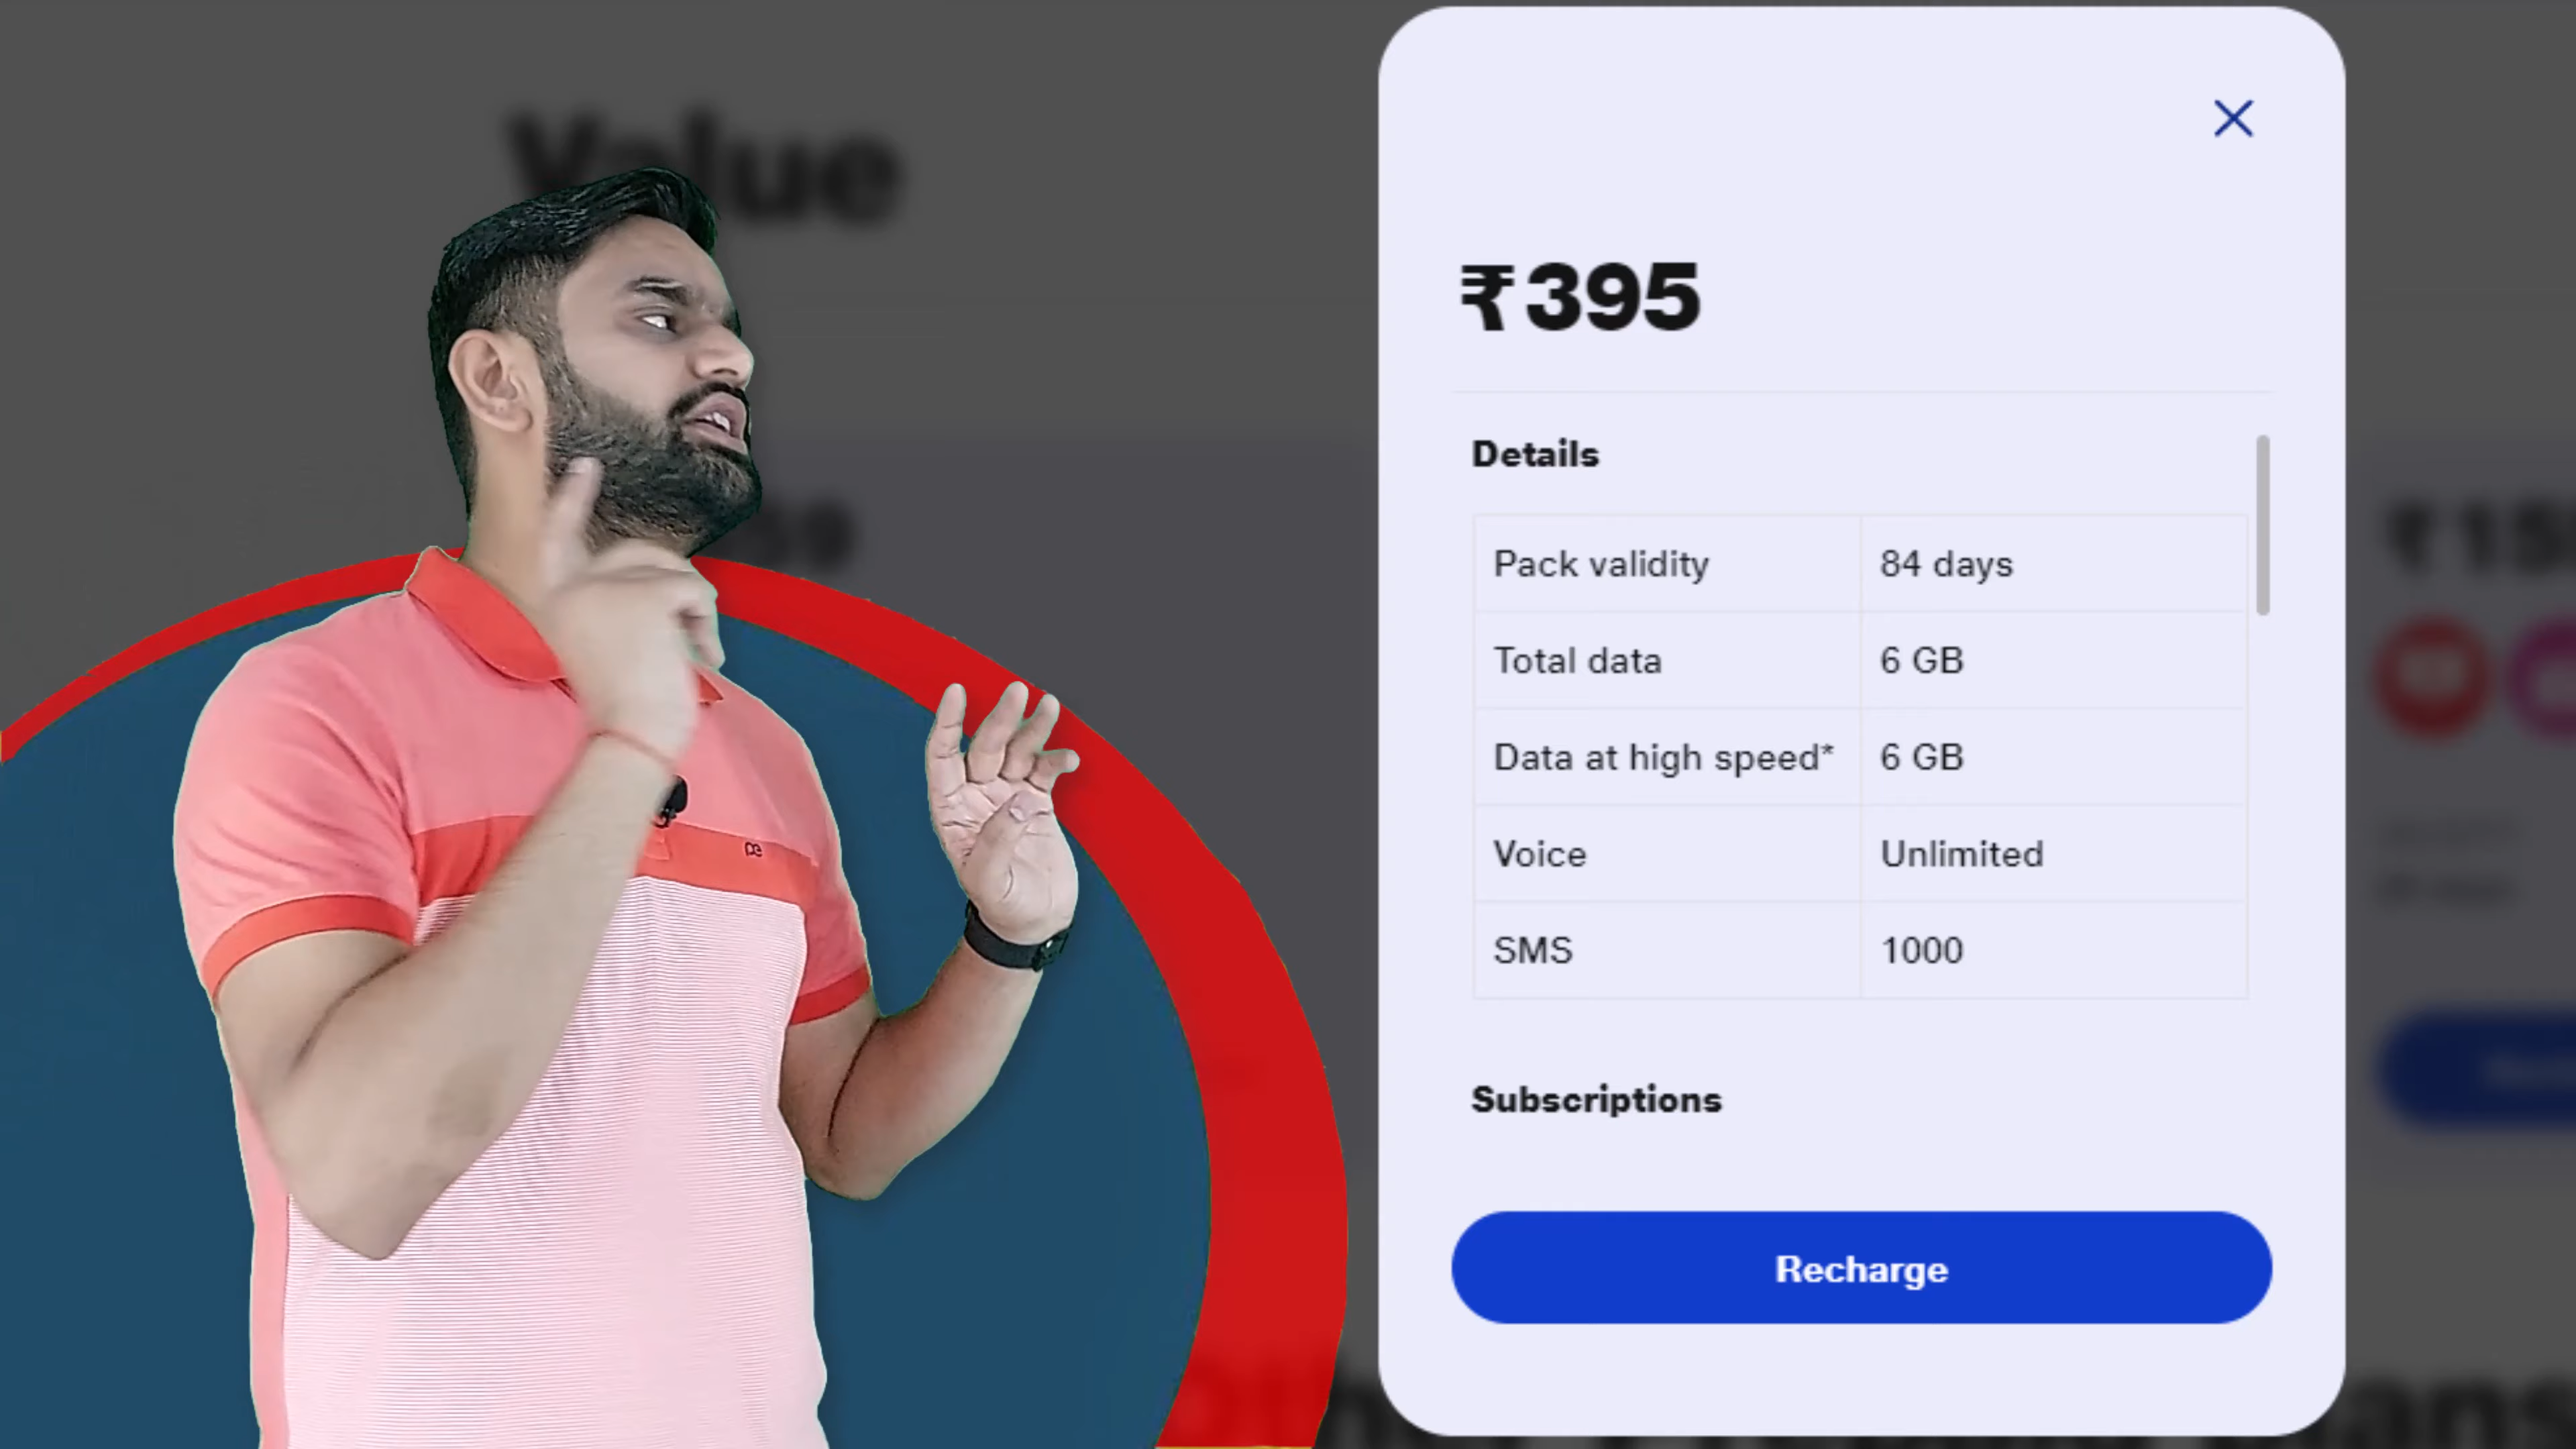 Value
₹395
Details
Pack validity 84 days
Total data 6 GB
Data at high speed* 6 GB
Voice Unlimited
SMS 1000
Subscriptions
Recharge